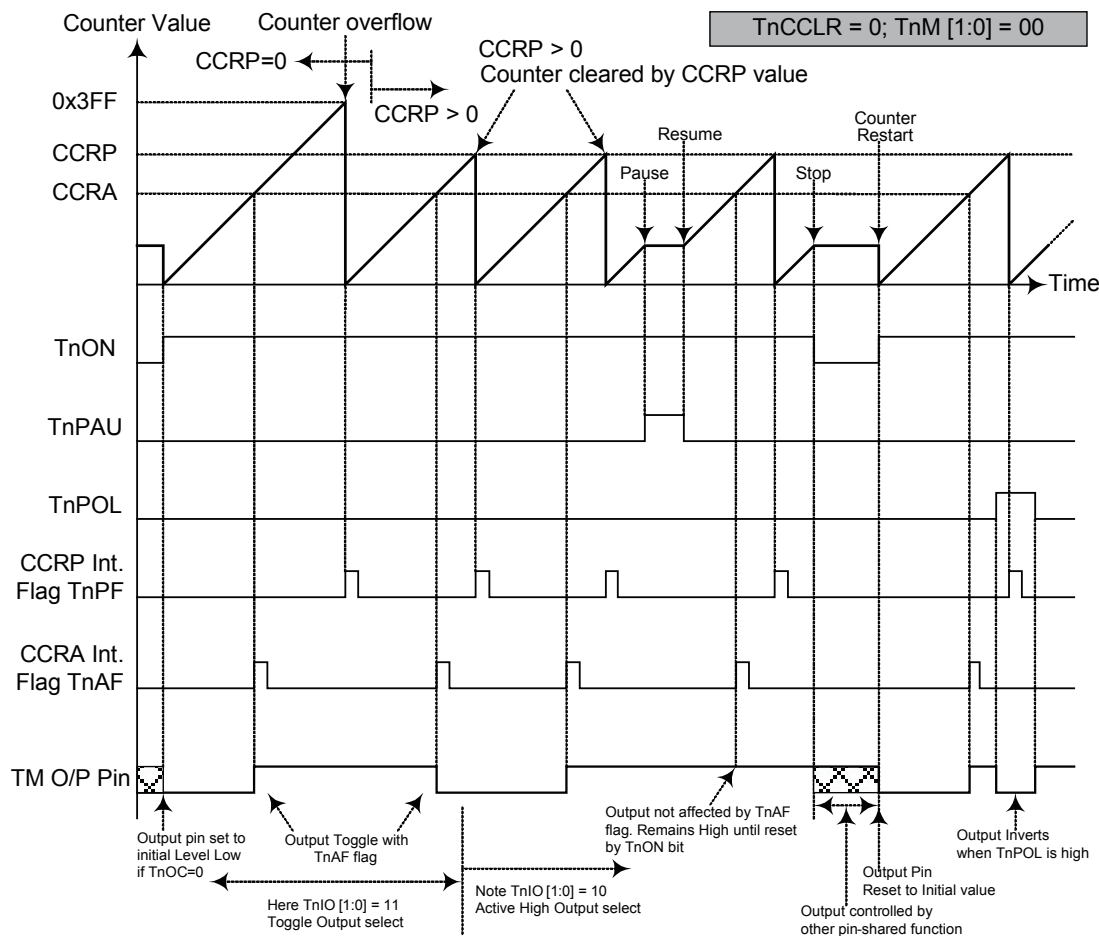 Counter Value
Counter overflow
TnCCLR = 0; TnM [1:0] = 00
CCRP=0
CCRP > 0
CCRP > 0
Counter cleared by CCRP value
0x3FF
CCRP
CCRA
Pause
Resume
Stop
Counter
Restart
Time
TnON
TnPAU
TnPOL
CCRP Int.
Flag TnPF
CCRA Int.
Flag TnAF
TM O/P Pin
Output pin set to
initial Level Low
if TnOC=0
Output Toggle with
TnAF flag
Output not affected by TnAF
flag. Remains High until reset
by TnON bit
Output Inverts
when TnPOL is high
Output Pin
Reset to Initial value
Here TnIO [1:0] = 11
Toggle Output select
Note TnIO [1:0] = 10
Active High Output select
Output controlled by
other pin-shared function